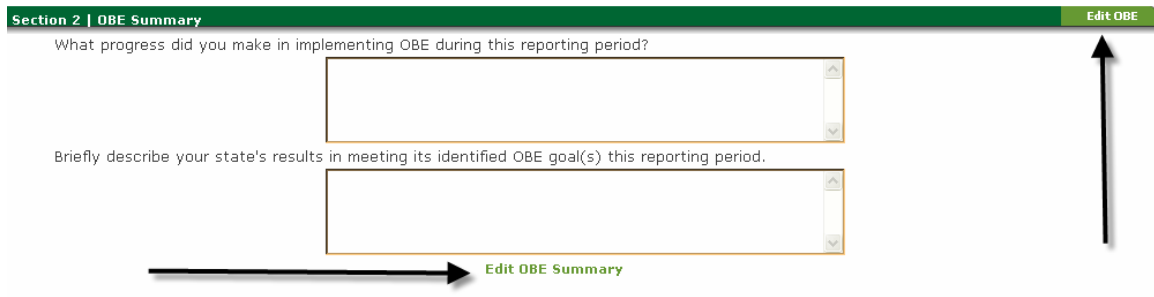 Section 2 | OBE Summary Edit OBE
What progress did you make in implementing OBE during this reporting period?
Briefly describe your state's results in meeting its identified OBE goal(s) this reporting period.
Edit OBE Summary